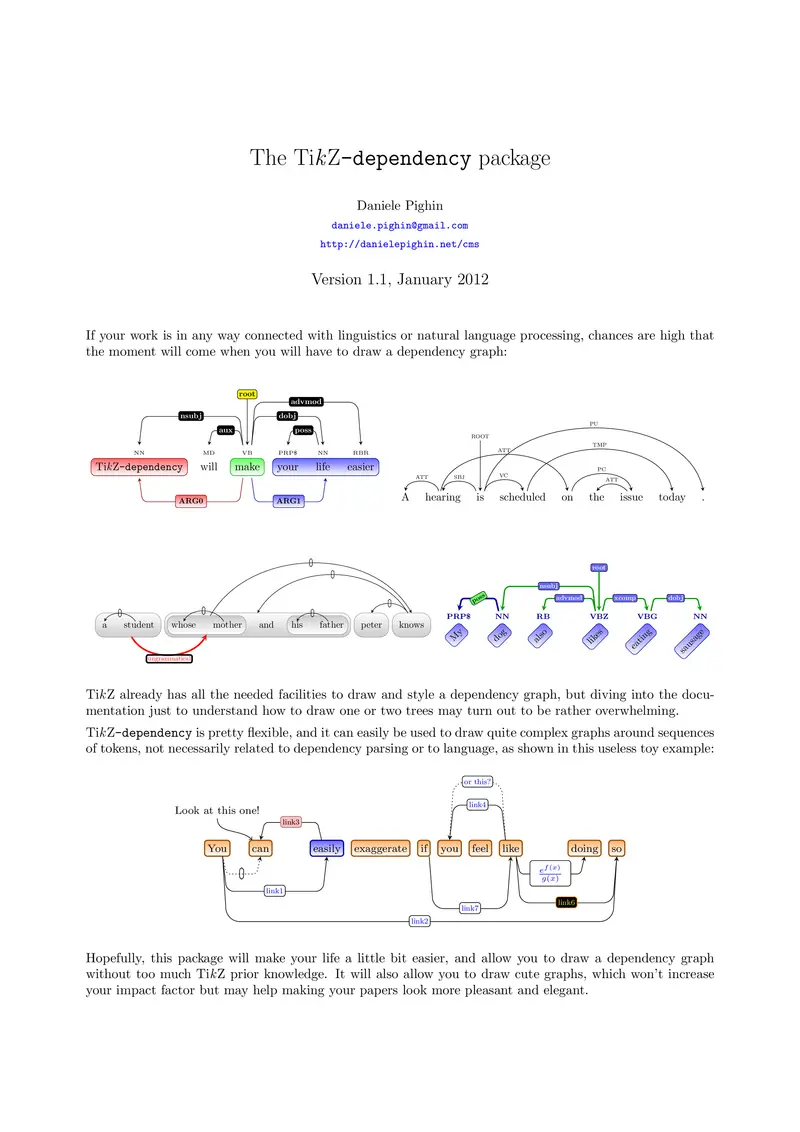 The TikZ-dependency package
Daniele Pighin
daniele.pighin@gmail.com
http://danielepighin.net/cms
Version 1.1, January 2012
If your work is in any way connected with linguistics or natural language processing, chances are high that
the moment will come when you will have to draw a dependency graph:
root
advmod
nsubj dobj
aux poss
NN MD VB PRP$ NN RBR
TikZ-dependency will make your life easier
ARG0 ARG1
PU
ROOT TMP
ATT
PC
ATT SBJ VC ATT
A hearing is scheduled on the issue today .
a student whose mother and his father peter knows
ungrammatical
root
nsubj
poss advmod xcomp dobj
PRP$ NN RB VBZ VBG NN
My dog also likes eating sausage
TikZ already has all the needed facilities to draw and style a dependency graph, but diving into the docu-
mentation just to understand how to draw one or two trees may turn out to be rather overwhelming.
TikZ-dependency is pretty flexible, and it can easily be used to draw quite complex graphs around sequences
of tokens, not necessarily related to dependency parsing or to language, as shown in this useless toy example:
or this?
link4
Look at this one!
link3
You can easily exaggerate if you feel like doing so
e^{f(x)}
g(x)
link1
link6
link7
link2
Hopefully, this package will make your life a little bit easier, and allow you to draw a dependency graph
without too much TikZ prior knowledge. It will also allow you to draw cute graphs, which won't increase
your impact factor but may help making your papers look more pleasant and elegant.